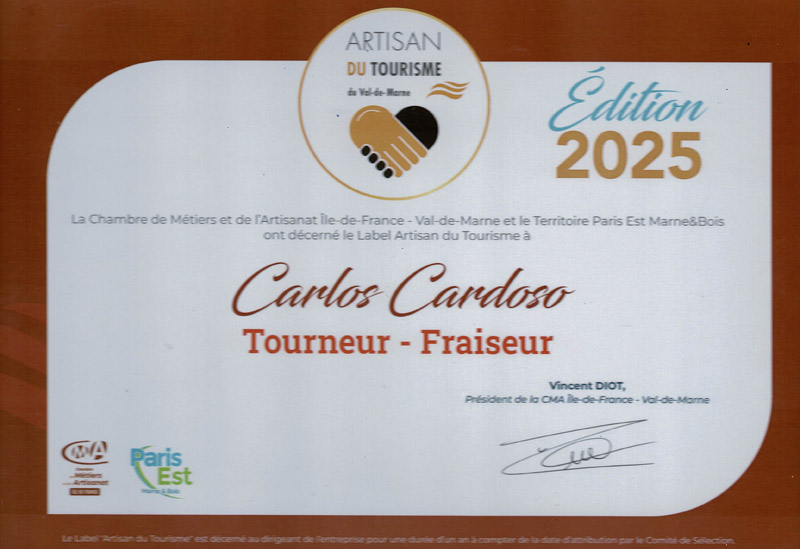 ARTISAN
DU TOURISME
du Val-de-Marne
Édition
2025
La Chambre de Métiers et de l'Artisanat Île-de-France - Val-de-Marne et le Territoire Paris Est Marne&Bois
ont décerné le Label Artisan du Tourisme à
Carlos Cardoso
Tourneur - Fraiseur
Vincent DIOT,
Président de la CMA Île-de-France - Val-de-Marne
CMA
Métiers
Artisanat
Paris
Est
Marne & Bois
Le Label "Artisan du Tourisme" est décerné au dirigeant de l'entreprise pour une durée d'un an à compter de la date d'attribution par le Comité de Sélection.